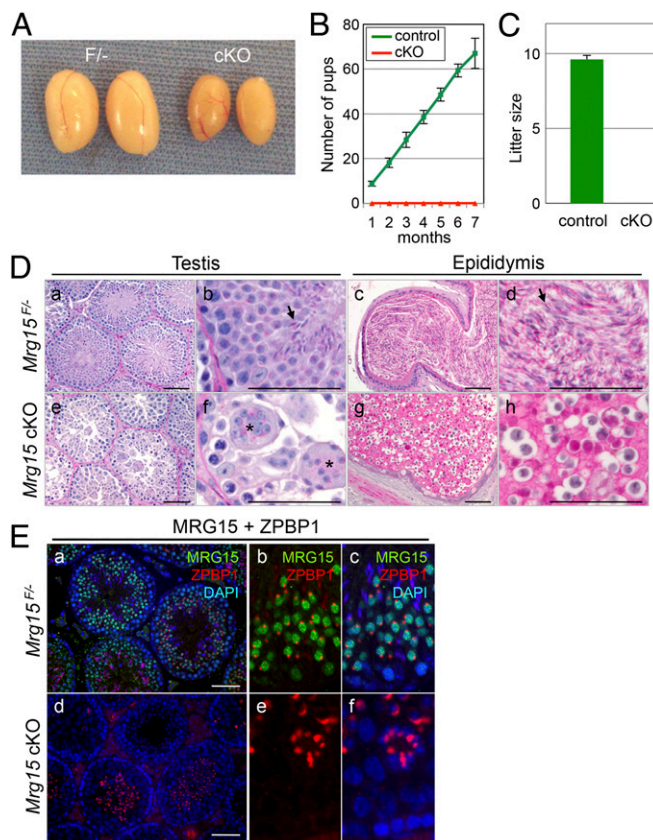 A
F/-
cKO
B
control
cKO
Number of pups
80
60
40
20
0
1 2 3 4 5 6 7
months
C
Litter size
10
5
0
control cKO
D
Testis
Epididymis
Mrg15 F/-
a
b
c
d
Mrg15 cKO
e
f
*
*
g
h
E
MRG15 + ZPBP1
Mrg15 F/-
a
MRG15
ZPBP1
DAPI
b
MRG15
ZPBP1
c
MRG15
ZPBP1
DAPI
Mrg15 cKO
d
e
f